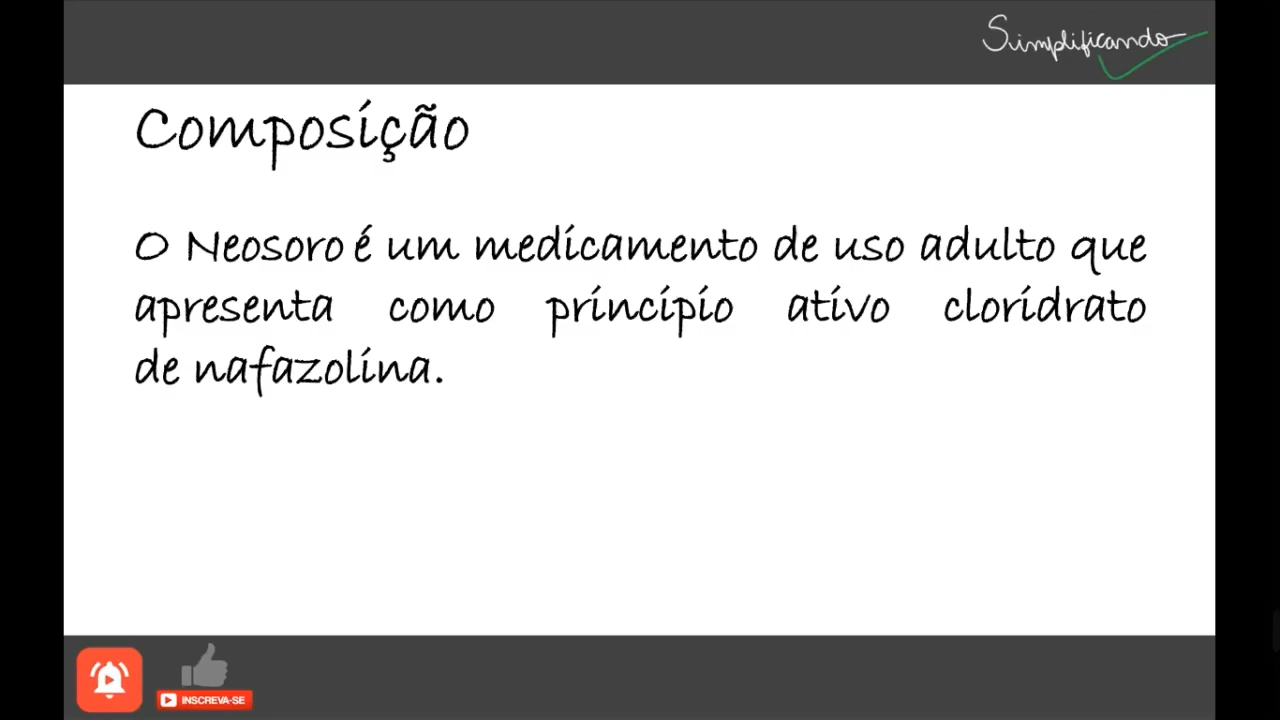 Simplificando
Composição
O Neosoro é um medicamento de uso adulto que
apresenta como princípio ativo cloridrato
de nafazolina.
INSCREVA-SE